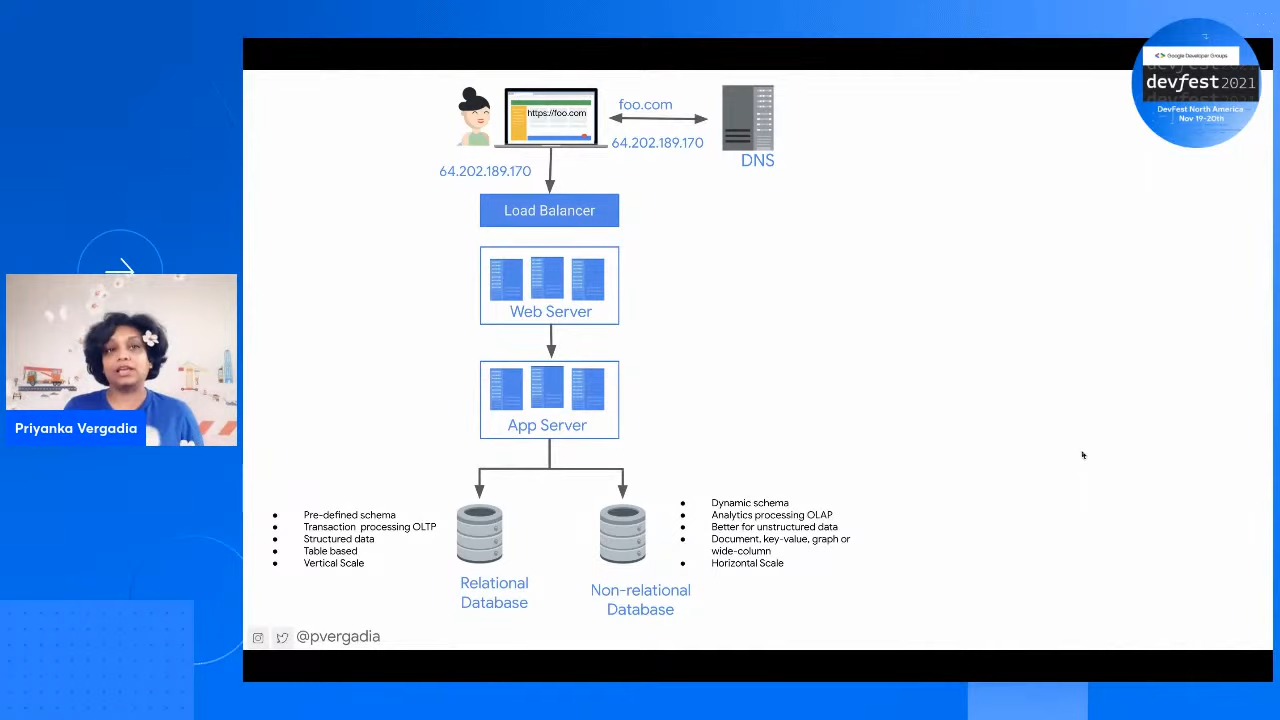 Google Developer Groups
devfest 2021
DevFest North America
Nov 19-20th
https://foo.com
foo.com
64.202.189.170
DNS
64.202.189.170
Load Balancer
Web Server
App Server
Pre-defined schema
Transaction processing OLTP
Structured data
Table based
Vertical Scale
Relational
Database
Dynamic schema
Analytics processing OLAP
Better for unstructured data
Document, key-value, graph or
wide-column
Horizontal Scale
Non-relational
Database
@pvergadia
Priyanka Vergadia